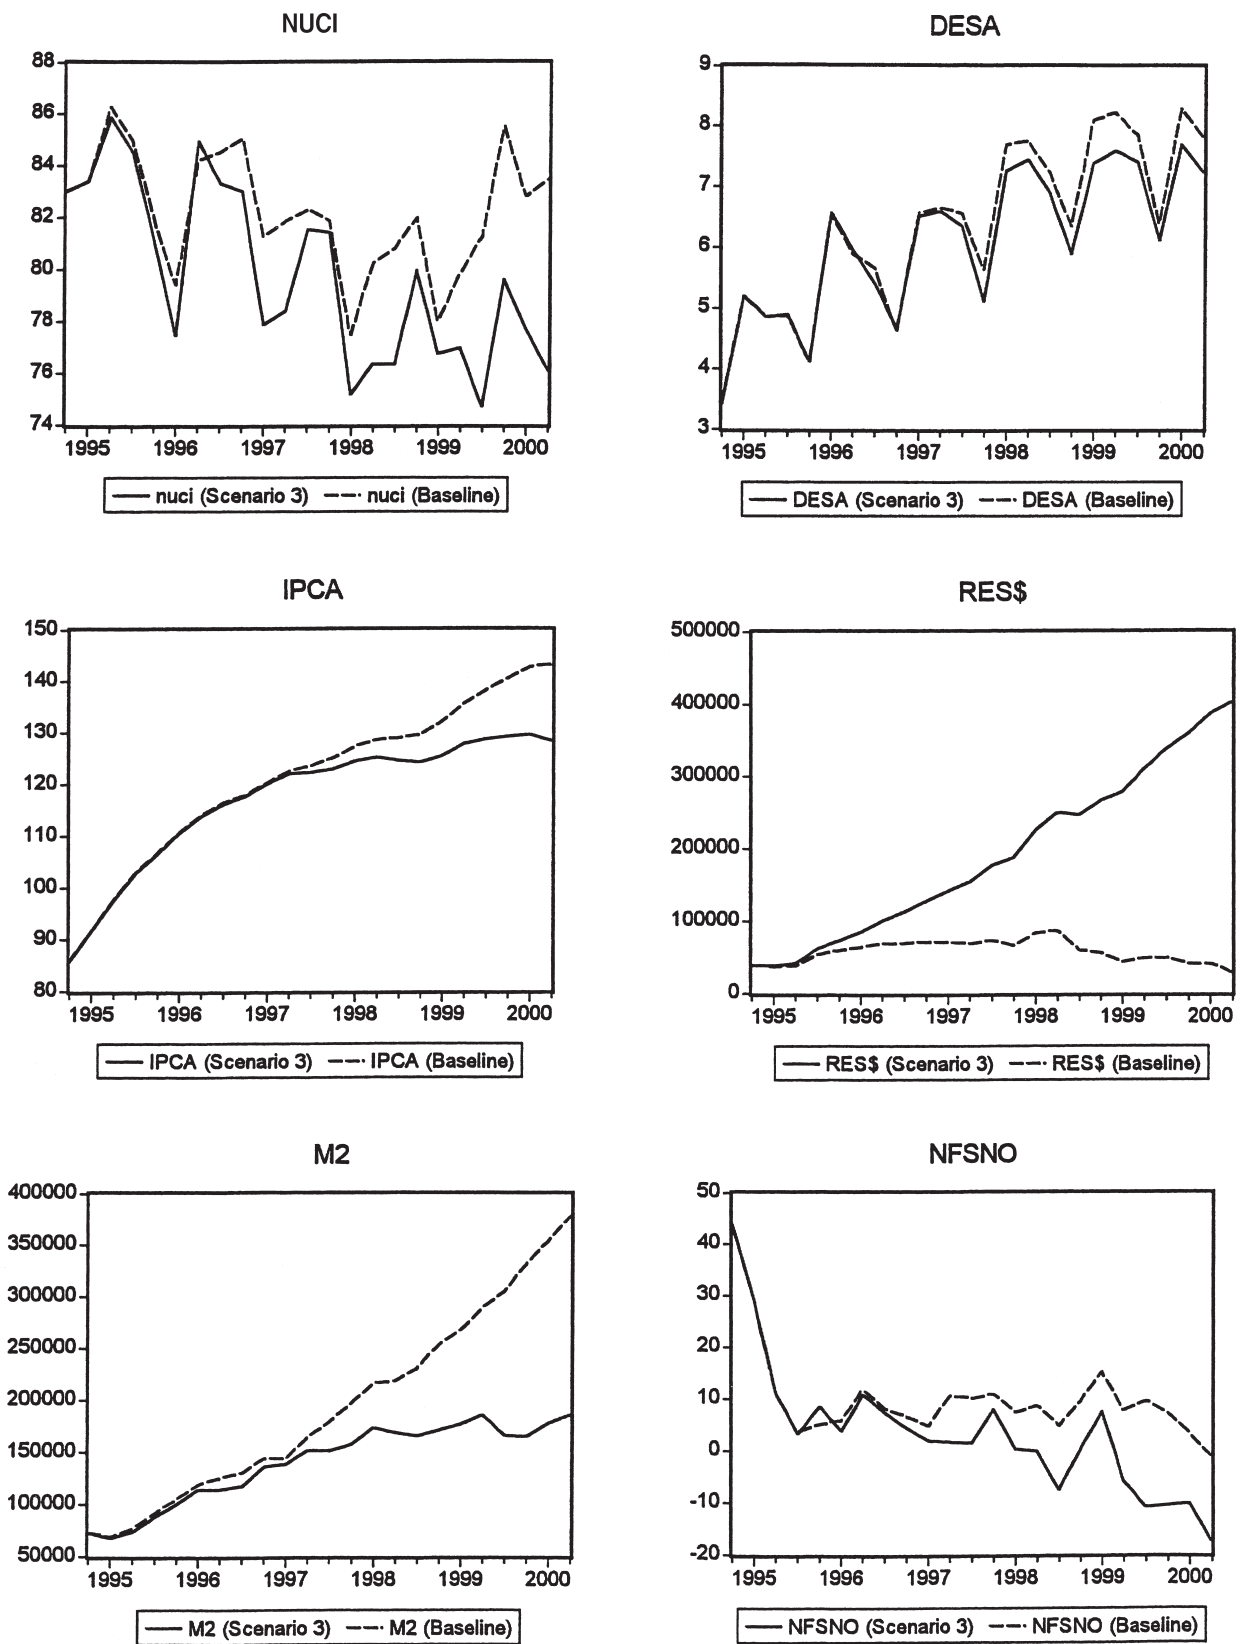 NUCI
88
86
84
82
80
78
76
74
1995 1996 1997 1998 1999 2000
nuci (Scenario 3) nuci (Baseline)
DESA
9
8
7
6
5
4
3
1995 1996 1997 1998 1999 2000
DESA (Scenario 3) DESA (Baseline)
IPCA
150
140
130
120
110
100
90
80
1995 1996 1997 1998 1999 2000
IPCA (Scenario 3) IPCA (Baseline)
RES$
500000
400000
300000
200000
100000
0
1995 1996 1997 1998 1999 2000
RES$ (Scenario 3) RES$ (Baseline)
M2
400000
350000
300000
250000
200000
150000
100000
50000
1995 1996 1997 1998 1999 2000
M2 (Scenario 3) M2 (Baseline)
NFSNO
50
40
30
20
10
0
-10
-20
1995 1996 1997 1998 1999 2000
NFSNO (Scenario 3) NFSNO (Baseline)